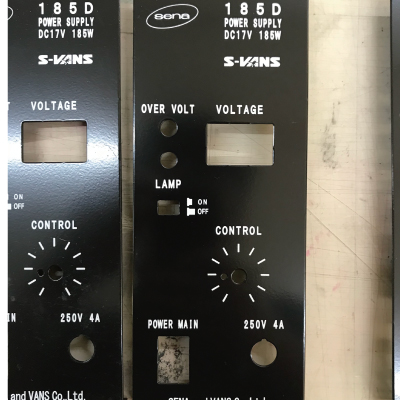 185D
POWER SUPPLY
DC17V 185W
S-VANS
VOLTAGE
ON
OFF
CONTROL
250V 4A
and VANS Co.,Ltd.
sena
185D
POWER SUPPLY
DC17V 185W
S-VANS
OVER VOLT
VOLTAGE
LAMP
ON
OFF
CONTROL
POWER MAIN
250V 4A